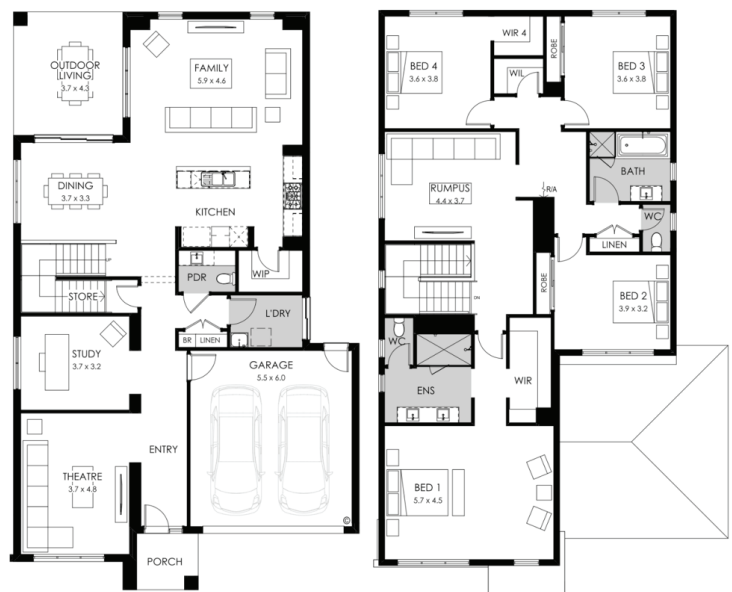 OUTDOOR
LIVING
3.7 x 4.3
FAMILY
5.9 x 4.6
DINING
3.7 x 3.3
KITCHEN
UP
STORE
PDR
WIP
L'DRY
BR
LINEN
STUDY
3.7 x 3.2
GARAGE
5.5 x 6.0
ENTRY
THEATRE
3.7 x 4.8
©
PORCH
WIR 4
ROBE
BED 4
3.6 x 3.8
WIL
BED 3
3.6 x 3.8
BATH
RUMPUS
4.4 x 3.7
R/A
WC
LINEN
ROBE
BED 2
3.9 x 3.2
DN
WC
ENS
WIR
BED 1
5.7 x 4.5